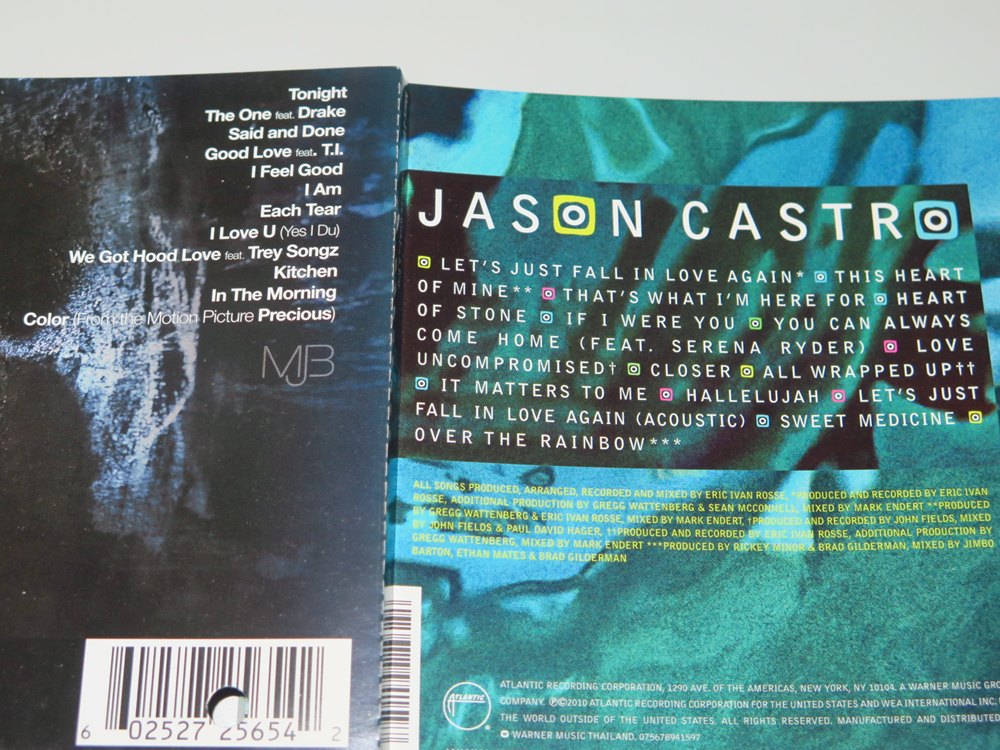 Tonight
The One feat. Drake
Said and Done
Good Love feat. T.I.
I Feel Good
I Am
Each Tear
I Love U (Yes I Du)
We Got Hood Love feat. Trey Songz
Kitchen
In The Morning
Color (From the Motion Picture Precious)
MJB
6 02527 25654 2
JASON CASTRO
LET'S JUST FALL IN LOVE AGAIN* THIS HEART
OF MINE** THAT'S WHAT I'M HERE FOR HEART
OF STONE IF I WERE YOU YOU CAN ALWAYS
COME HOME (FEAT. SERENA RYDER) LOVE
UNCOMPROMISED† CLOSER ALL WRAPPED UP††
IT MATTERS TO ME HALLELUJAH LET'S JUST
FALL IN LOVE AGAIN (ACOUSTIC) SWEET MEDICINE
OVER THE RAINBOW***
ALL SONGS PRODUCED, ARRANGED, RECORDED AND MIXED BY ERIC IVAN ROSSE, *PRODUCED AND RECORDED BY ERIC IVAN
ROSSE, ADDITIONAL PRODUCTION BY GREGG WATTENBERG & SEAN MCCONNELL, MIXED BY MARK ENDERT **PRODUCED
BY GREGG WATTENBERG & ERIC IVAN ROSSE, MIXED BY MARK ENDERT, †PRODUCED AND RECORDED BY JOHN FIELDS, MIXED
BY JOHN FIELDS & PAUL DAVID HAGER, ††PRODUCED AND RECORDED BY ERIC IVAN ROSSE, ADDITIONAL PRODUCTION BY
GREGG WATTENBERG, MIXED BY MARK ENDERT ***PRODUCED BY RICKEY MINOR & BRAD GILDERMAN, MIXED BY JIMBO
BARTON, ETHAN MATES & BRAD GILDERMAN
ATLANTIC
ATLANTIC RECORDING CORPORATION, 1290 AVE. OF THE AMERICAS, NEW YORK, NY 10104. A WARNER MUSIC GRO
COMPANY. ℗©2010 ATLANTIC RECORDING CORPORATION FOR THE UNITED STATES AND WEA INTERNATIONAL INC.
THE WORLD OUTSIDE OF THE UNITED STATES. ALL RIGHTS RESERVED. MANUFACTURED AND DISTRIBUTED
WARNER MUSIC THAILAND. 075678941597